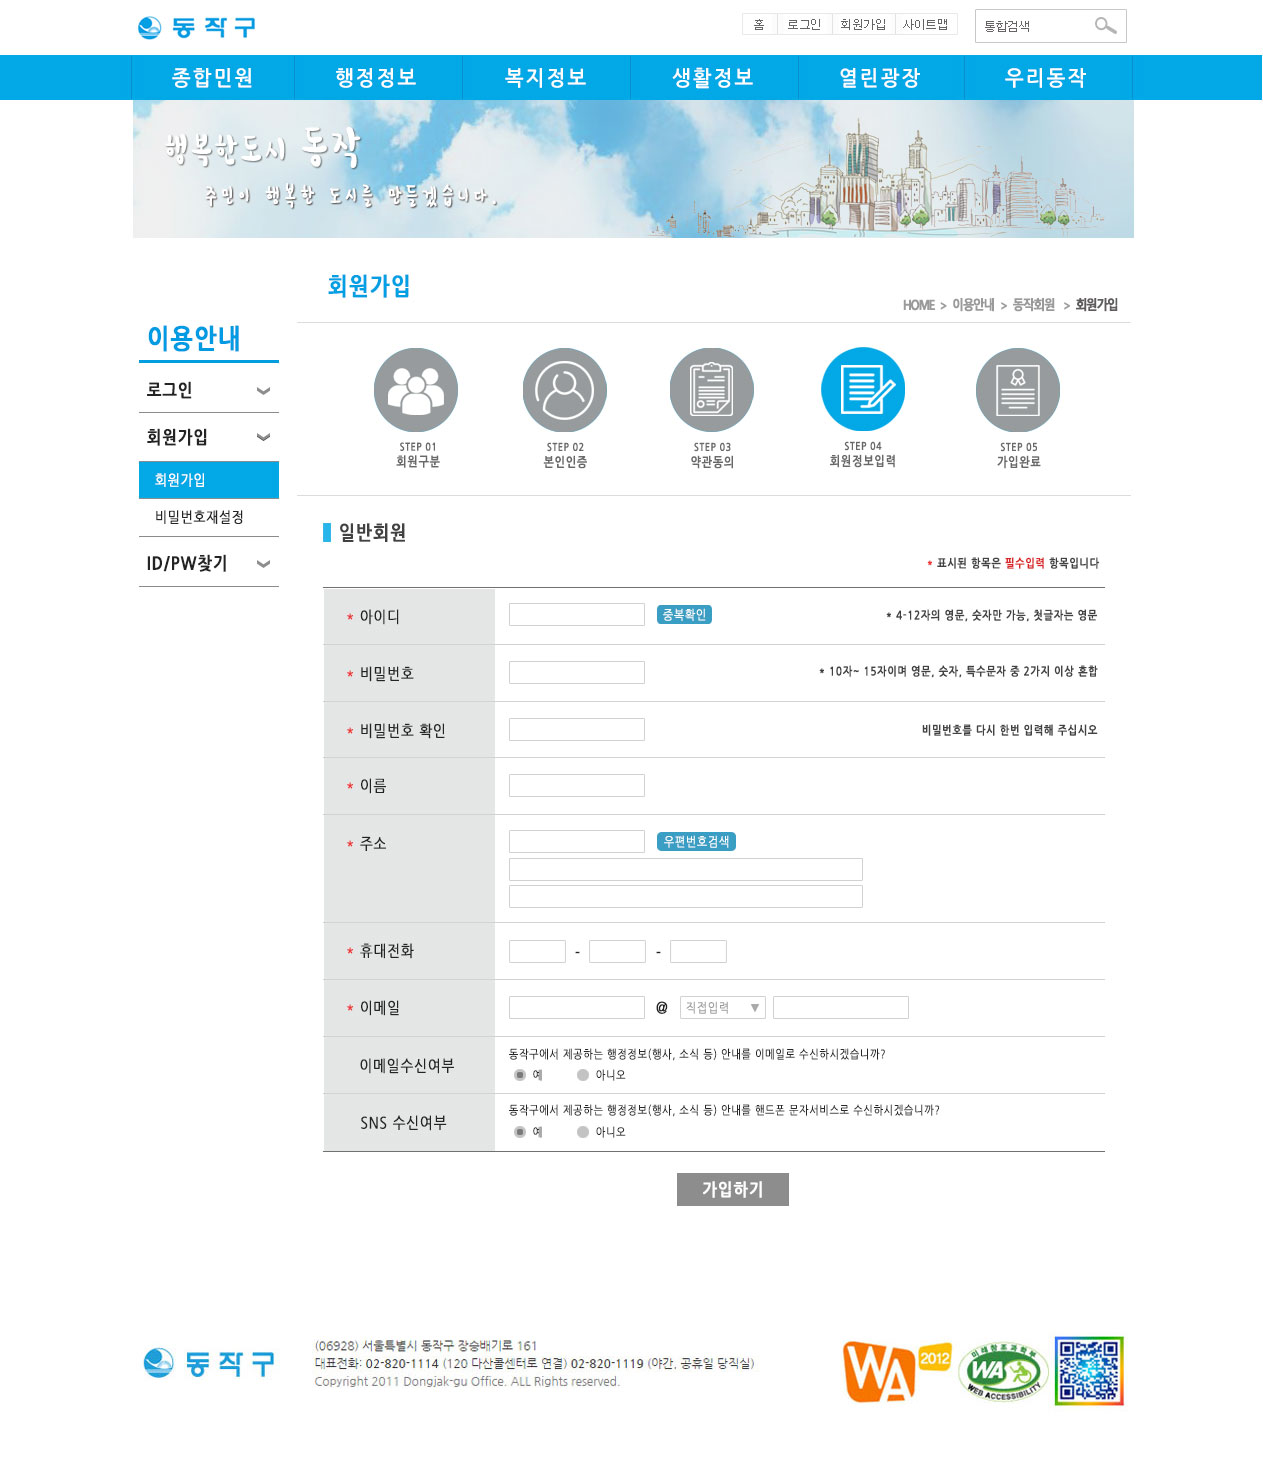 동작구
홈 로그인 회원가입 사이트맵 통합검색
종합민원 행정정보 복지정보 생활정보 열린광장 우리동작
행복한도시 동작
주민이 행복한 도시를 만들겠습니다.
회원가입
HOME > 이용안내 > 동작회원 > 회원가입
이용안내
로그인
회원가입
회원가입
비밀번호재설정
ID/PW찾기
STEP 01 STEP 02 STEP 03 STEP 04 STEP 05
회원구분 본인인증 약관동의 회원정보입력 가입완료
일반회원
* 표시된 항목은 필수입력 항목입니다
* 아이디 중복확인 * 4-12자의 영문, 숫자만 가능, 첫글자는 영문
* 비밀번호 * 10자~ 15자이며 영문, 숫자, 특수문자 중 2가지 이상 혼합
* 비밀번호 확인 비밀번호를 다시 한번 입력해 주십시오
* 이름
* 주소 우편번호검색
* 휴대전화 - -
* 이메일 @ 직접입력 ▼
이메일수신여부 동작구에서 제공하는 행정정보(행사, 소식 등) 안내를 이메일로 수신하시겠습니까?
예 아니오
SNS 수신여부 동작구에서 제공하는 행정정보(행사, 소식 등) 안내를 핸드폰 문자서비스로 수신하시겠습니까?
예 아니오
가입하기
동작구
(06928) 서울특별시 동작구 장승배기로 161
대표전화: 02-820-1114 (120 다산콜센터로 연결) 02-820-1119 (야간, 공휴일 당직실)
Copyright 2011 Dongjak-gu Office. ALL Rights reserved.
WA 2012
미래창조과학부
WA
WEB ACCESSIBILITY